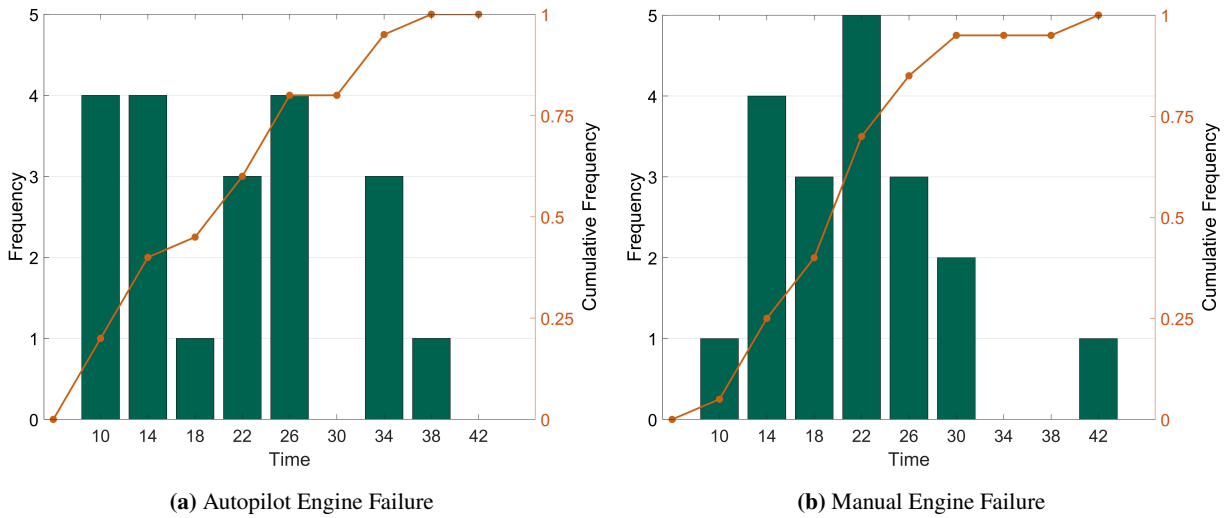 5
4
3
2
1
0
Frequency
10 14 18 22 26 30 34 38 42
Time
1
0.75
0.5
0.25
0
Cumulative Frequency
(a) Autopilot Engine Failure
5
4
3
2
1
0
Frequency
10 14 18 22 26 30 34 38 42
Time
1
0.75
0.5
0.25
0
Cumulative Frequency
(b) Manual Engine Failure